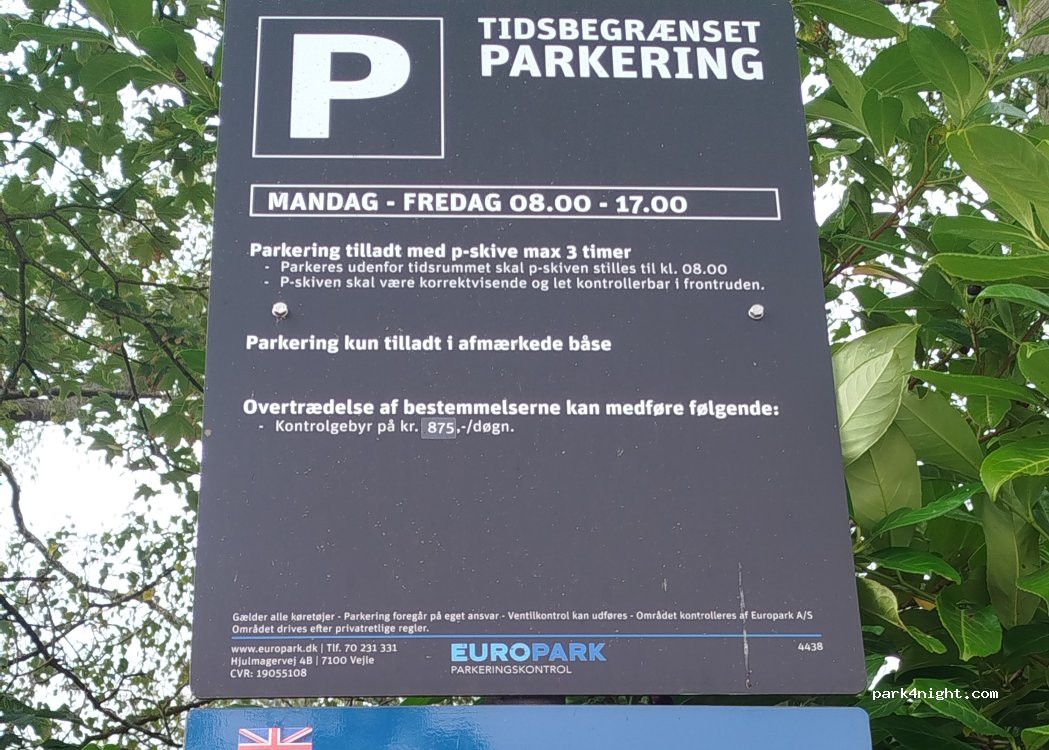 P
TIDSBEGRÆNSET
PARKERING
MANDAG - FREDAG 08.00 - 17.00
Parkering tilladt med p-skive max 3 timer
- Parkeres udenfor tidsrummet skal p-skiven stilles til kl. 08.00
- P-skiven skal være korrektvisende og let kontrollerbar i frontruden.
Parkering kun tilladt i afmærkede båse
Overtrædelse af bestemmelserne kan medføre følgende:
- Kontrolgebyr på kr. 875,-/døgn.
Gælder alle køretøjer - Parkering foregår på eget ansvar - Ventilkontrol kan udføres - Området kontrolleres af Europark A/S
Området drives efter privatretlige regler.
www.europark.dk | Tlf. 70 231 331
Hjulmagervej 4B | 7100 Vejle
CVR: 19055108
EUROPARK
PARKERINGSKONTROL
4438
park4night.com